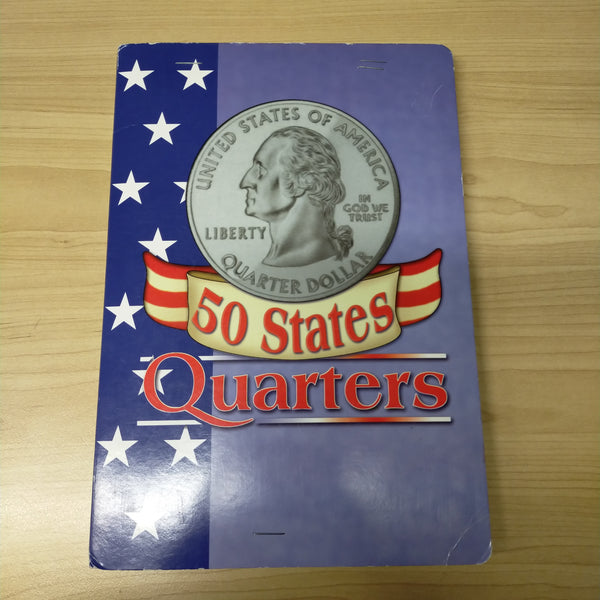 UNITED STATES OF AMERICA
LIBERTY
IN
GOD WE
TRUST
QUARTER DOLLAR
50 States
Quarters